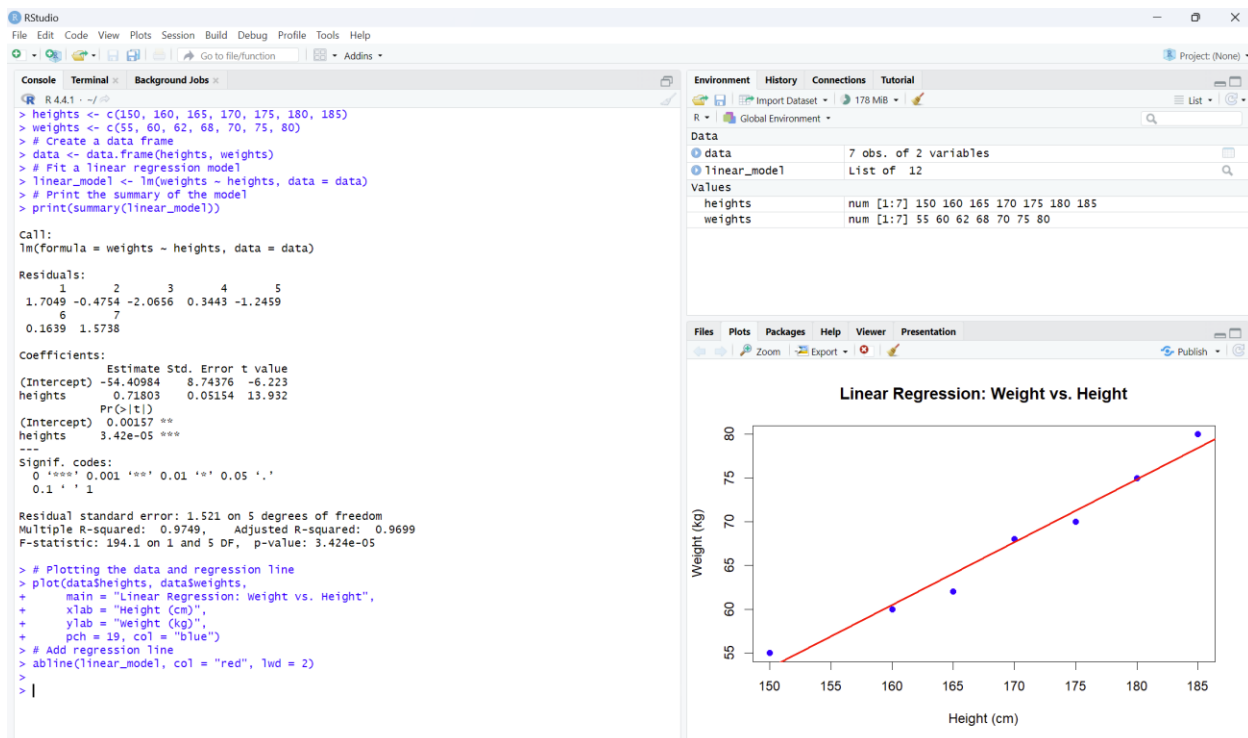 RStudio
File Edit Code View Plots Session Build Debug Profile Tools Help
Go to file/function Addins
Project: (None)
Console Terminal Background Jobs
R 4.4.1 · ~/
> heights <- c(150, 160, 165, 170, 175, 180, 185)
> weights <- c(55, 60, 62, 68, 70, 75, 80)
> # Create a data frame
> data <- data.frame(heights, weights)
> # Fit a linear regression model
> linear_model <- lm(weights ~ heights, data = data)
> # Print the summary of the model
> print(summary(linear_model))
Call:
lm(formula = weights ~ heights, data = data)
Residuals:
1 2 3 4 5
1.7049 -0.4754 -2.0656 0.3443 -1.2459
6 7
0.1639 1.5738
Coefficients:
Estimate Std. Error t value
(Intercept) -54.40984 8.74376 -6.223
heights 0.71803 0.05154 13.932
Pr(>|t|)
(Intercept) 0.00157 **
heights 3.42e-05 ***
---
Signif. codes:
0 ‘***’ 0.001 ‘**’ 0.01 ‘*’ 0.05 ‘.’
0.1 ‘ ’ 1
Residual standard error: 1.521 on 5 degrees of freedom
Multiple R-squared: 0.9749, Adjusted R-squared: 0.9699
F-statistic: 194.1 on 1 and 5 DF, p-value: 3.424e-05
> # Plotting the data and regression line
> plot(data$heights, data$weights,
+ main = "Linear Regression: Weight vs. Height",
+ xlab = "Height (cm)",
+ ylab = "Weight (kg)",
+ pch = 19, col = "blue")
> # Add regression line
> abline(linear_model, col = "red", lwd = 2)
>
>
Environment History Connections Tutorial
Import Dataset 178 MiB List
R Global Environment
Data
data 7 obs. of 2 variables
linear_model List of 12
Values
heights num [1:7] 150 160 165 170 175 180 185
weights num [1:7] 55 60 62 68 70 75 80
Files Plots Packages Help Viewer Presentation
Zoom Export Publish
Linear Regression: Weight vs. Height
80
75
70
65
60
55
Weight (kg)
150 155 160 165 170 175 180 185
Height (cm)